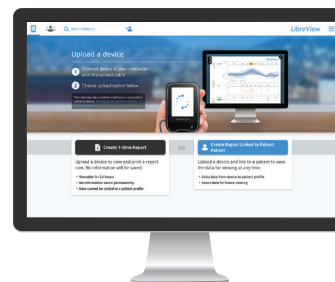 Search Patients
LibreView
Upload a device
1 Connect device to your computer
with the correct cable
2 Choose upload option below.
Create 1-time Report
OR
Create Report Linked to Patient
Patient
Upload a device to view and print a report
now. No information will be saved
• Viewable for 24 hours
• No information saved permanently
• Data cannot be added to a patient profile
Upload a device and link to a patient to save
the data for viewing at any time
• Adds data from device to patient profile
• Saves data for future viewing